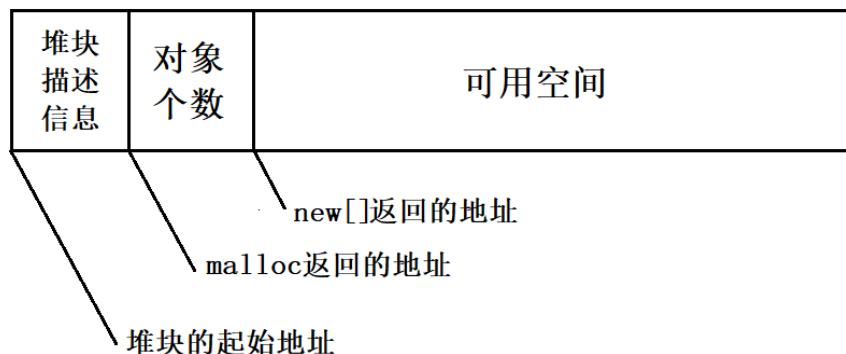 堆块
描述
信息
对象
个数
可用空间
new[]返回的地址
malloc返回的地址
堆块的起始地址